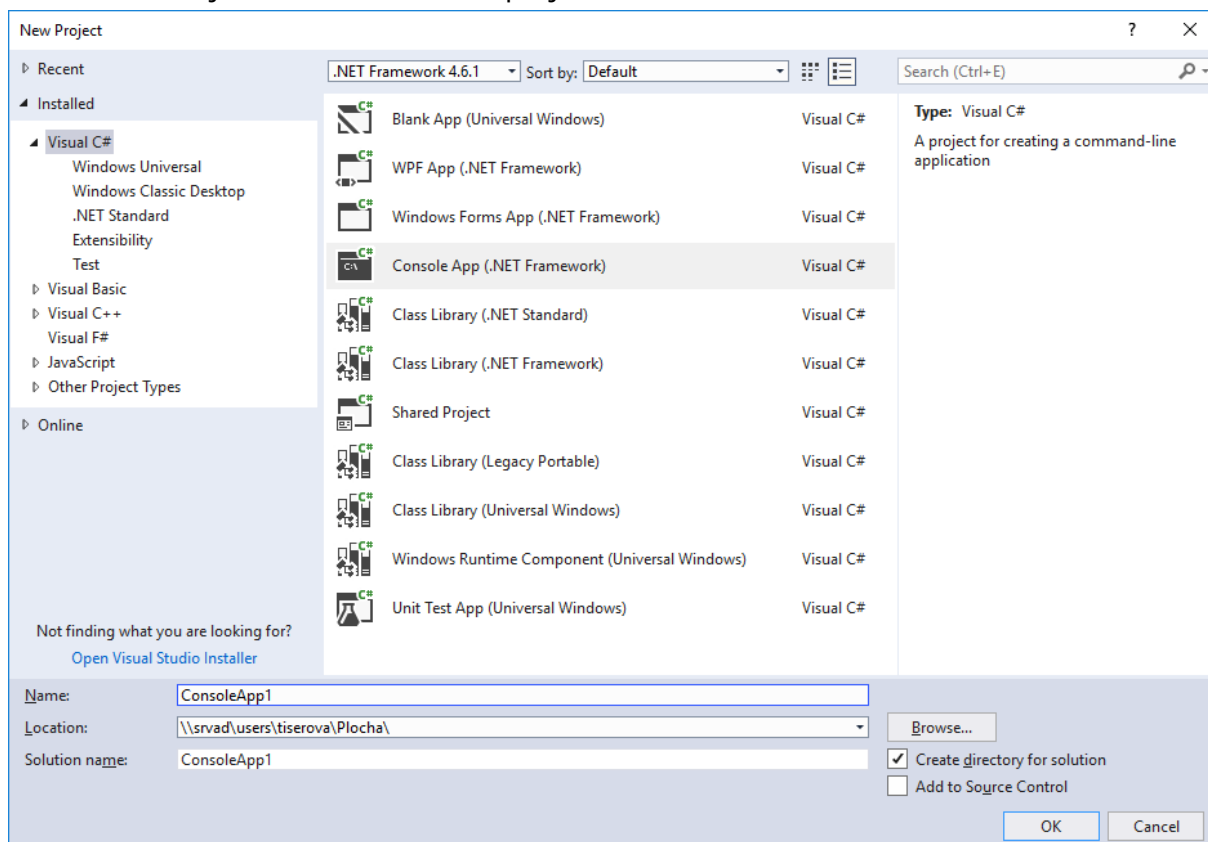 New Project
?
Recent
.NET Framework 4.6.1 Sort by: Default
Search (Ctrl+E)
Installed
Visual C#
Windows Universal
Windows Classic Desktop
.NET Standard
Extensibility
Test
Visual Basic
Visual C++
Visual F#
JavaScript
Other Project Types
Online
Not finding what you are looking for?
Open Visual Studio Installer
C# Blank App (Universal Windows) Visual C#
C# WPF App (.NET Framework) Visual C#
C# Windows Forms App (.NET Framework) Visual C#
C# C:\ Console App (.NET Framework) Visual C#
C# Class Library (.NET Standard) Visual C#
C# Class Library (.NET Framework) Visual C#
C# Shared Project Visual C#
C# Class Library (Legacy Portable) Visual C#
C# Class Library (Universal Windows) Visual C#
C# Windows Runtime Component (Universal Windows) Visual C#
C# Unit Test App (Universal Windows) Visual C#
Type: Visual C#
A project for creating a command-line
application
Name: ConsoleApp1
Location: \\srvad\users\tiserova\Plocha\ Browse...
Solution name: ConsoleApp1
Create directory for solution
Add to Source Control
OK Cancel